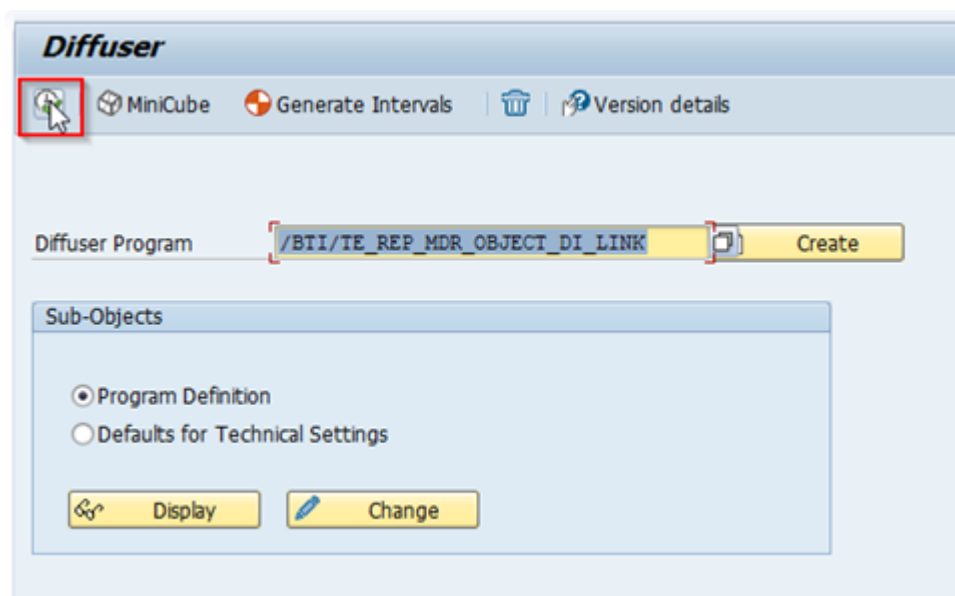 Diffuser
MiniCube Generate Intervals Version details
Diffuser Program /BTI/TE_REP_MDR_OBJECT_DI_LINK Create
Sub-Objects
Program Definition
Defaults for Technical Settings
Display Change